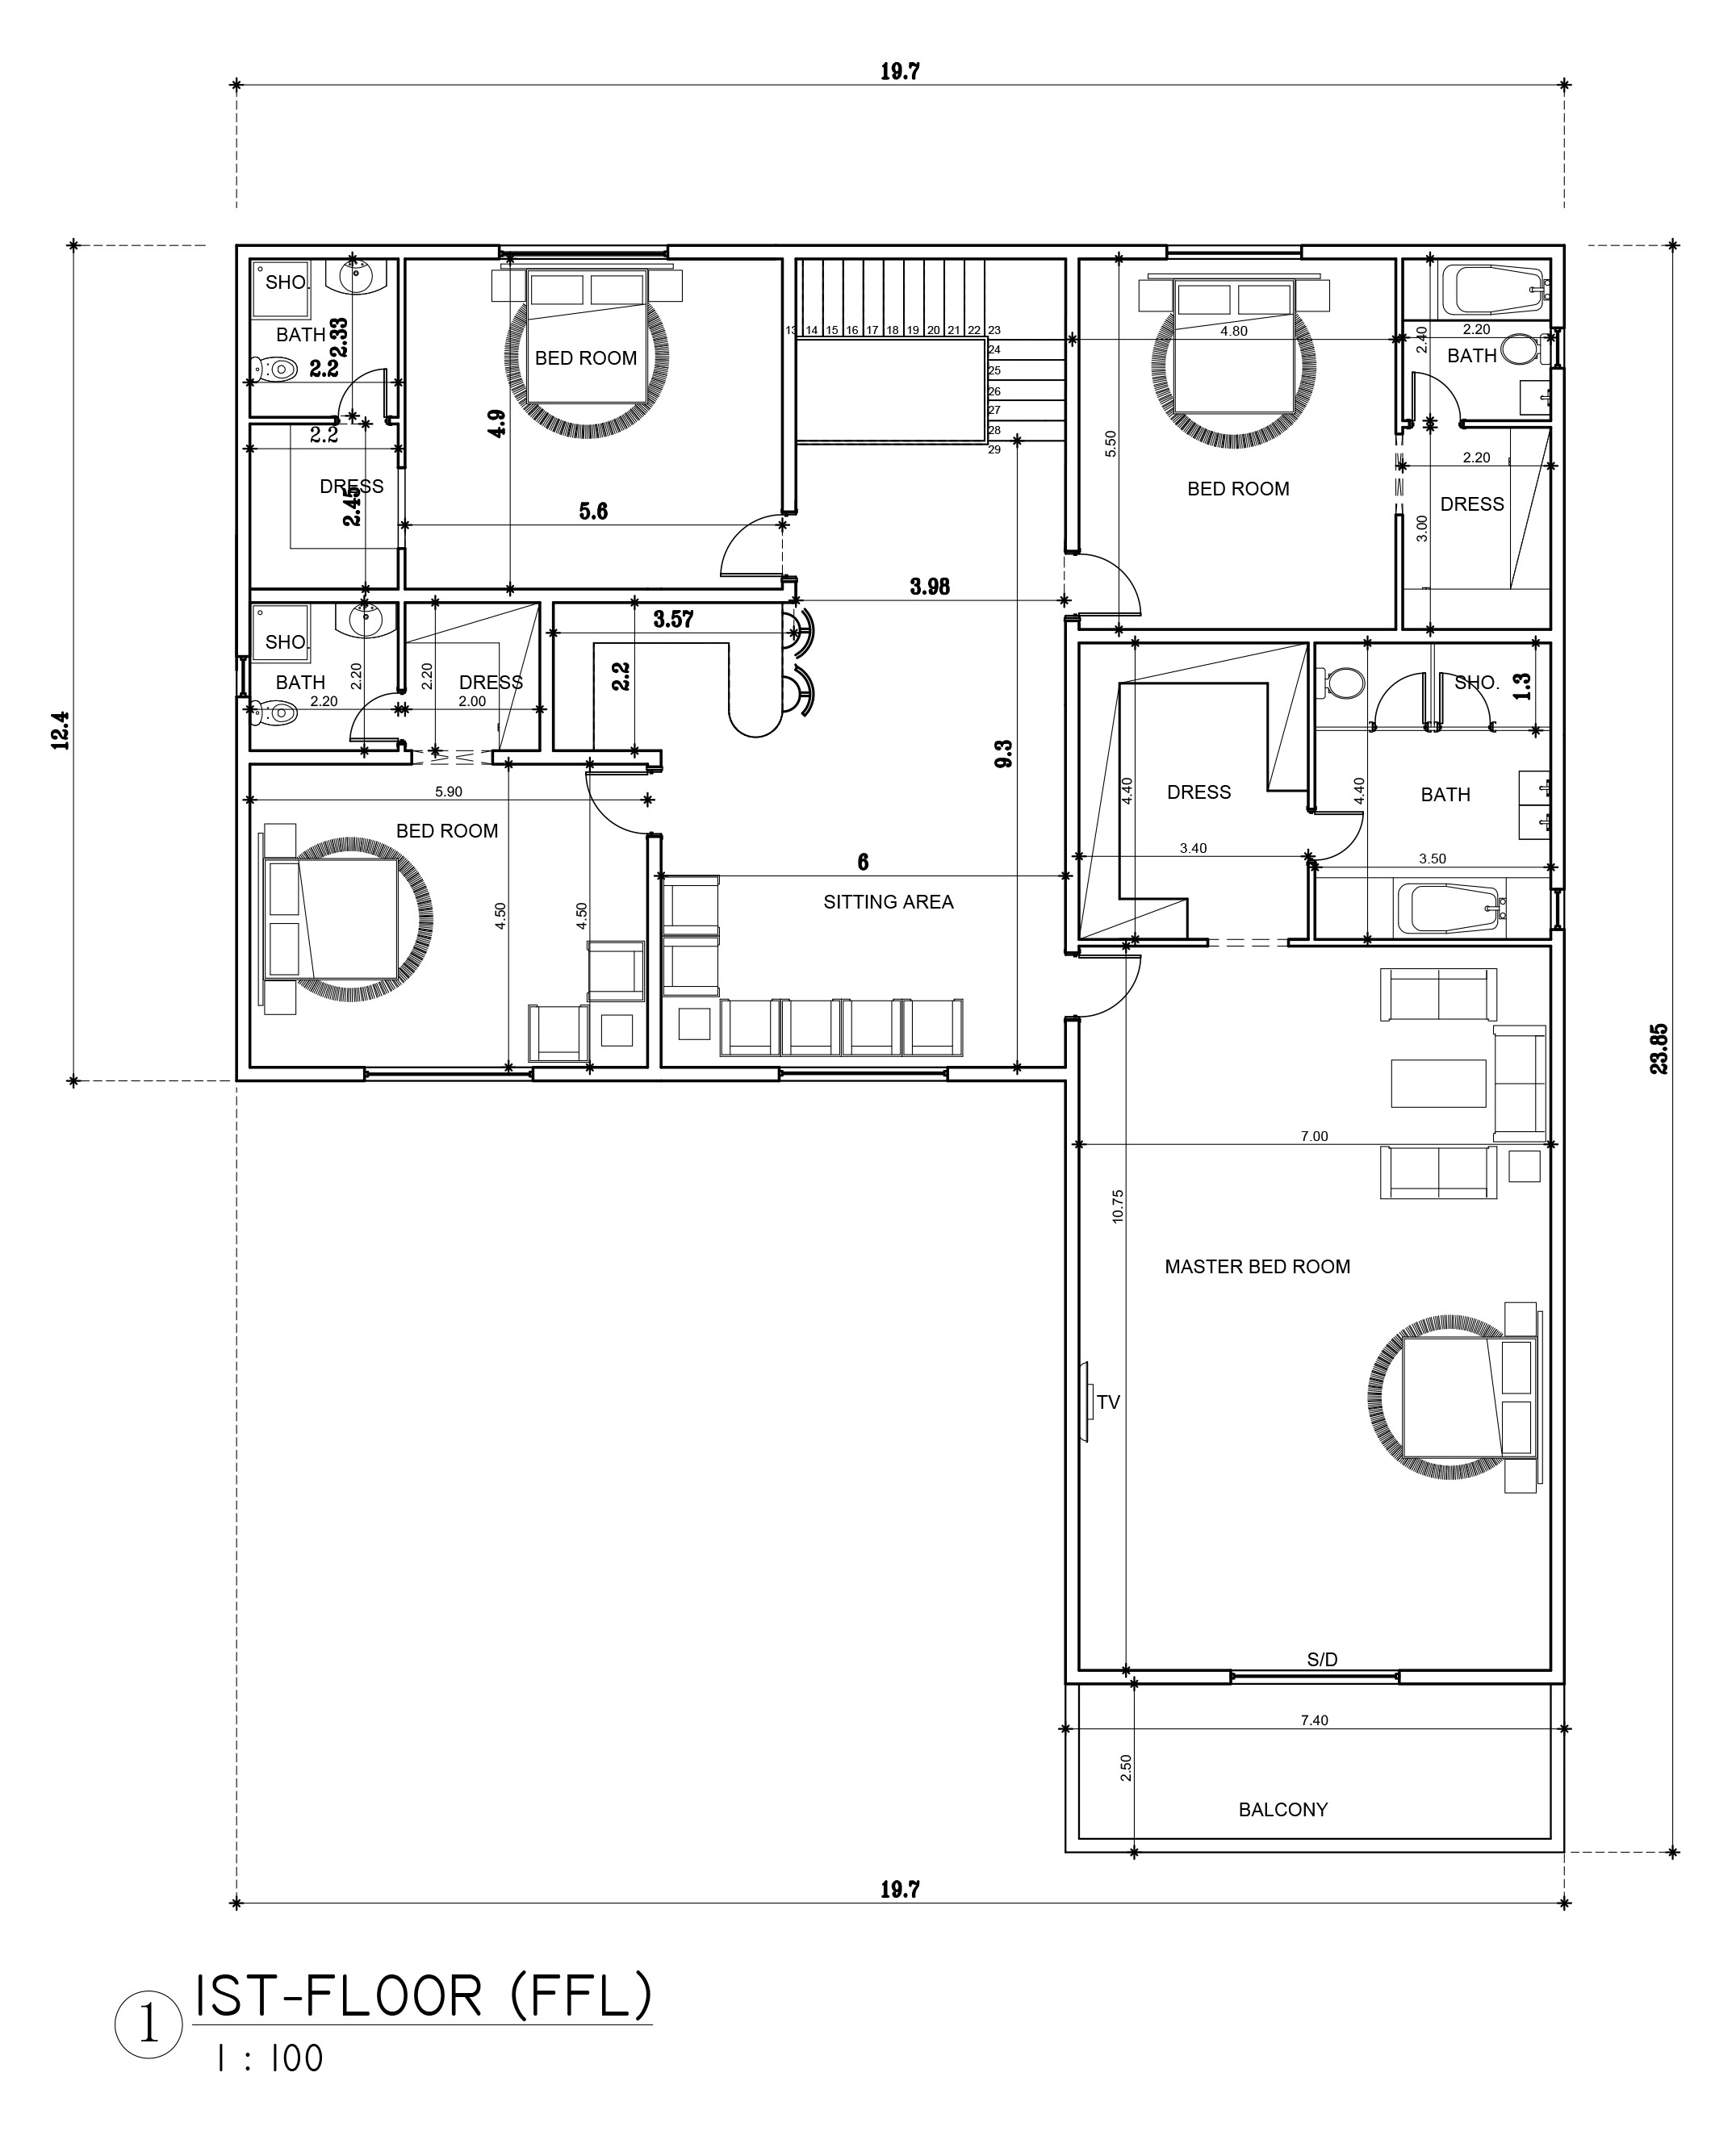 19.7
SHO.
BATH
2.33
2.2
BED ROOM
4.9
13 14 15 16 17 18 19 20 21 22 23
24
25
26
27
28
29
4.80
5.50
BED ROOM
2.40
2.20
BATH
2.20
DRESS
3.00
2.2
DRESS
2.45
5.6
3.98
3.57
2.2
SHO.
BATH
2.20
2.20
2.20
DRESS
2.00
12.4
9.3
SHO.
1.3
DRESS
4.40
3.40
4.40
BATH
3.50
5.90
BED ROOM
4.50
4.50
6
SITTING AREA
23.85
7.00
10.75
MASTER BED ROOM
TV
S/D
7.40
2.50
BALCONY
19.7
1
IST-FLOOR (FFL)
1 : 100